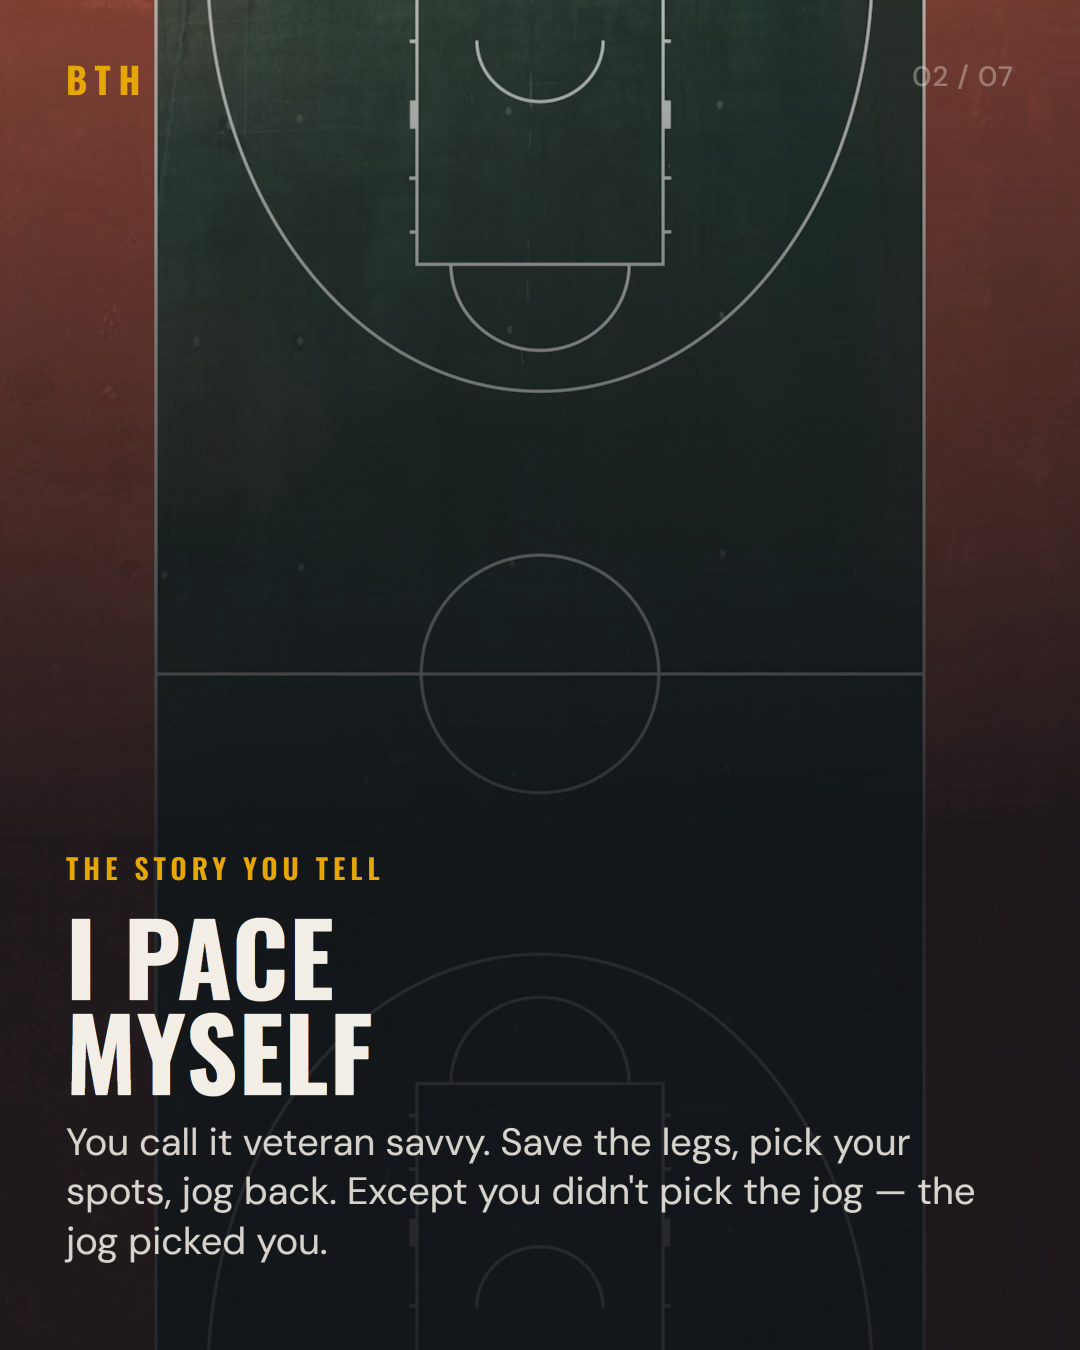 BTH
02 / 07
THE STORY YOU TELL
I PACE
MYSELF
You call it veteran savvy. Save the legs, pick your
spots, jog back. Except you didn't pick the jog — the
jog picked you.